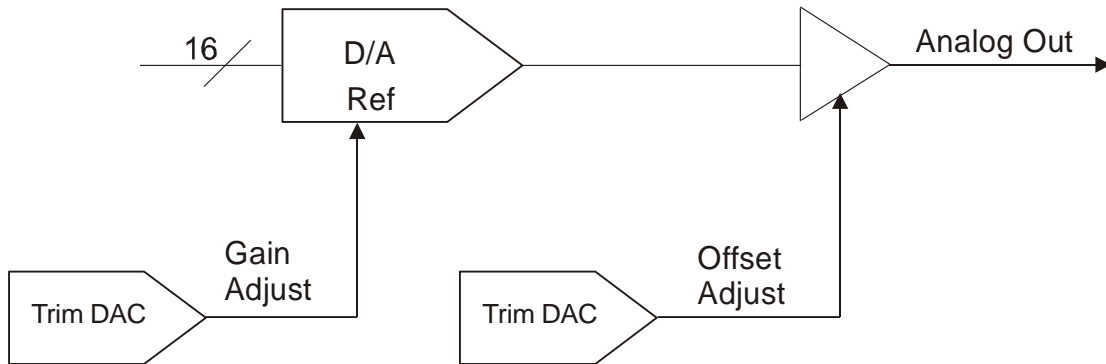 16
D/A
Ref
Analog Out
Gain
Adjust
Offset
Adjust
Trim DAC
Trim DAC